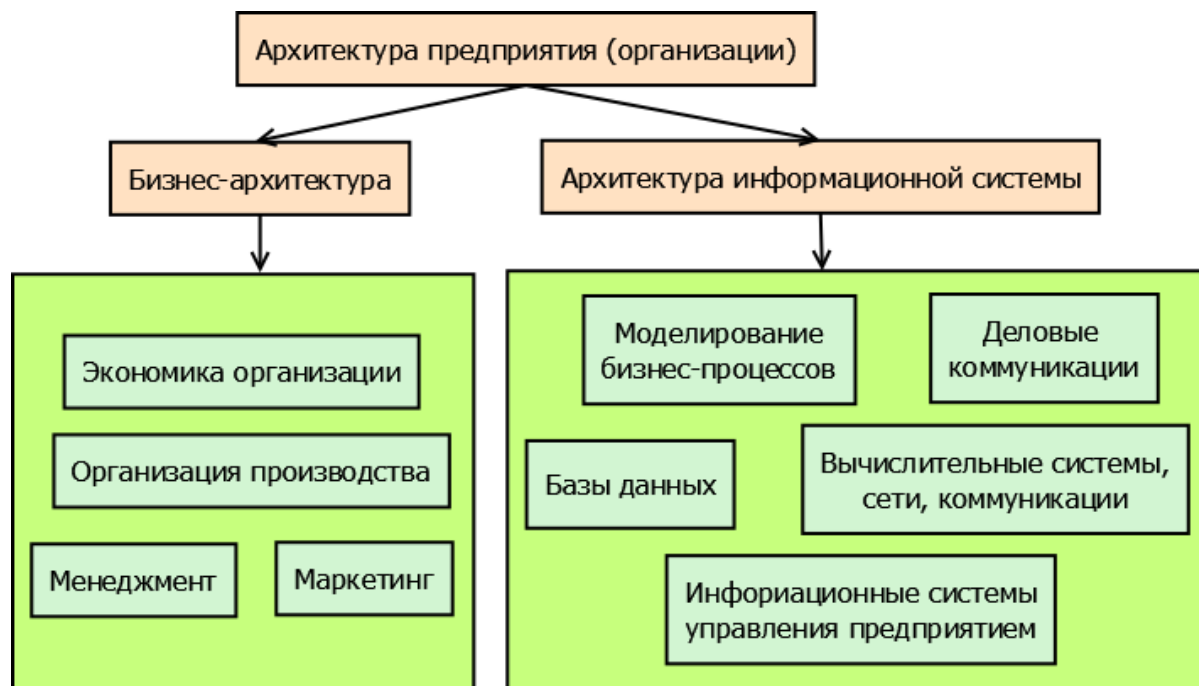 Архитектура предприятия (организации)
Бизнес-архитектура
Архитектура информационной системы
Экономика организации
Организация производства
Менеджмент
Маркетинг
Моделирование
бизнес-процессов
Деловые
коммуникации
Базы данных
Вычислительные системы,
сети, коммуникации
Инфориационные системы
управления предприятием